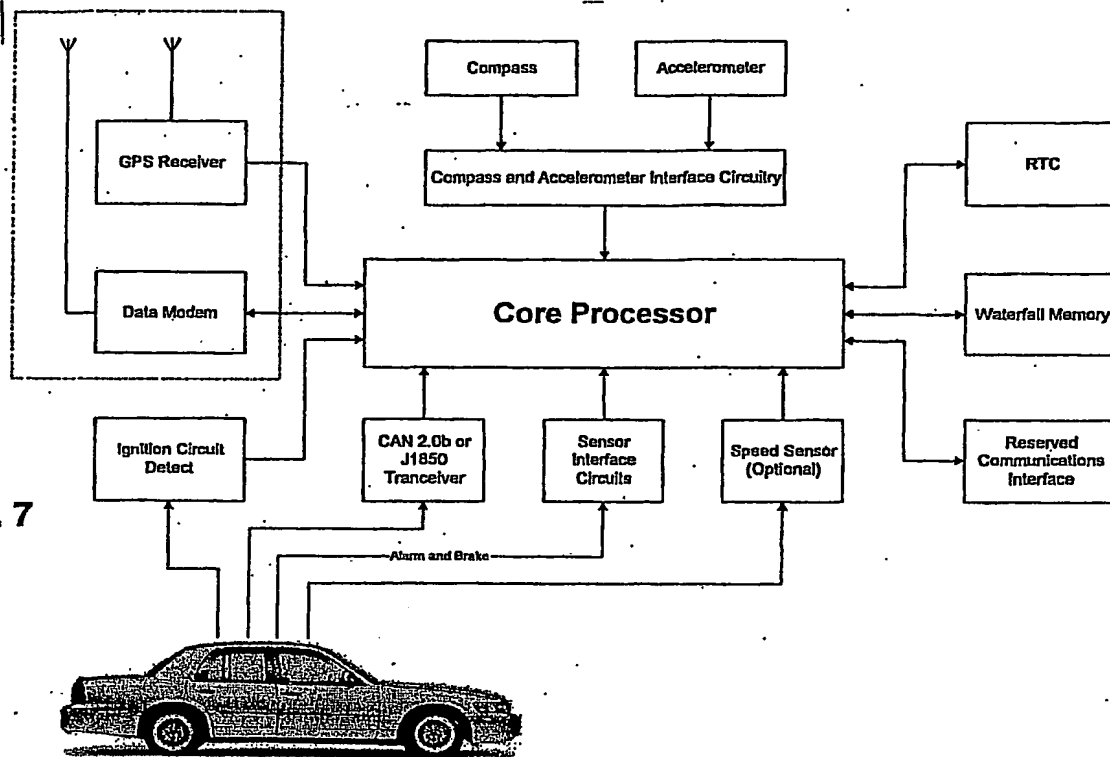 Compass
Accelerometer
GPS Receiver
Compass and Accelerometer Interface Circuitry
RTC
Data Modem
Core Processor
Waterfall Memory
Ignition Circuit
Detect
CAN 2.0b or
J1850
Tranceiver
Sensor
Interface
Circuits
Speed Sensor
(Optional)
Reserved
Communications
Interface
. 7
Alarm and Brake